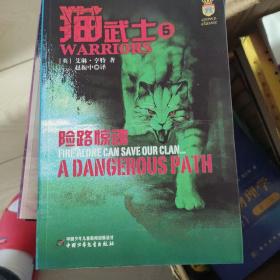 猫武士5
WARRIORS
[英] 艾琳·亨特 著
赵振中 译
险路惊魂
FIRE ALONE CAN SAVE OUR CLAN...
A DANGEROUS PATH
中国少年儿童新闻出版总社
中国少年儿童出版社